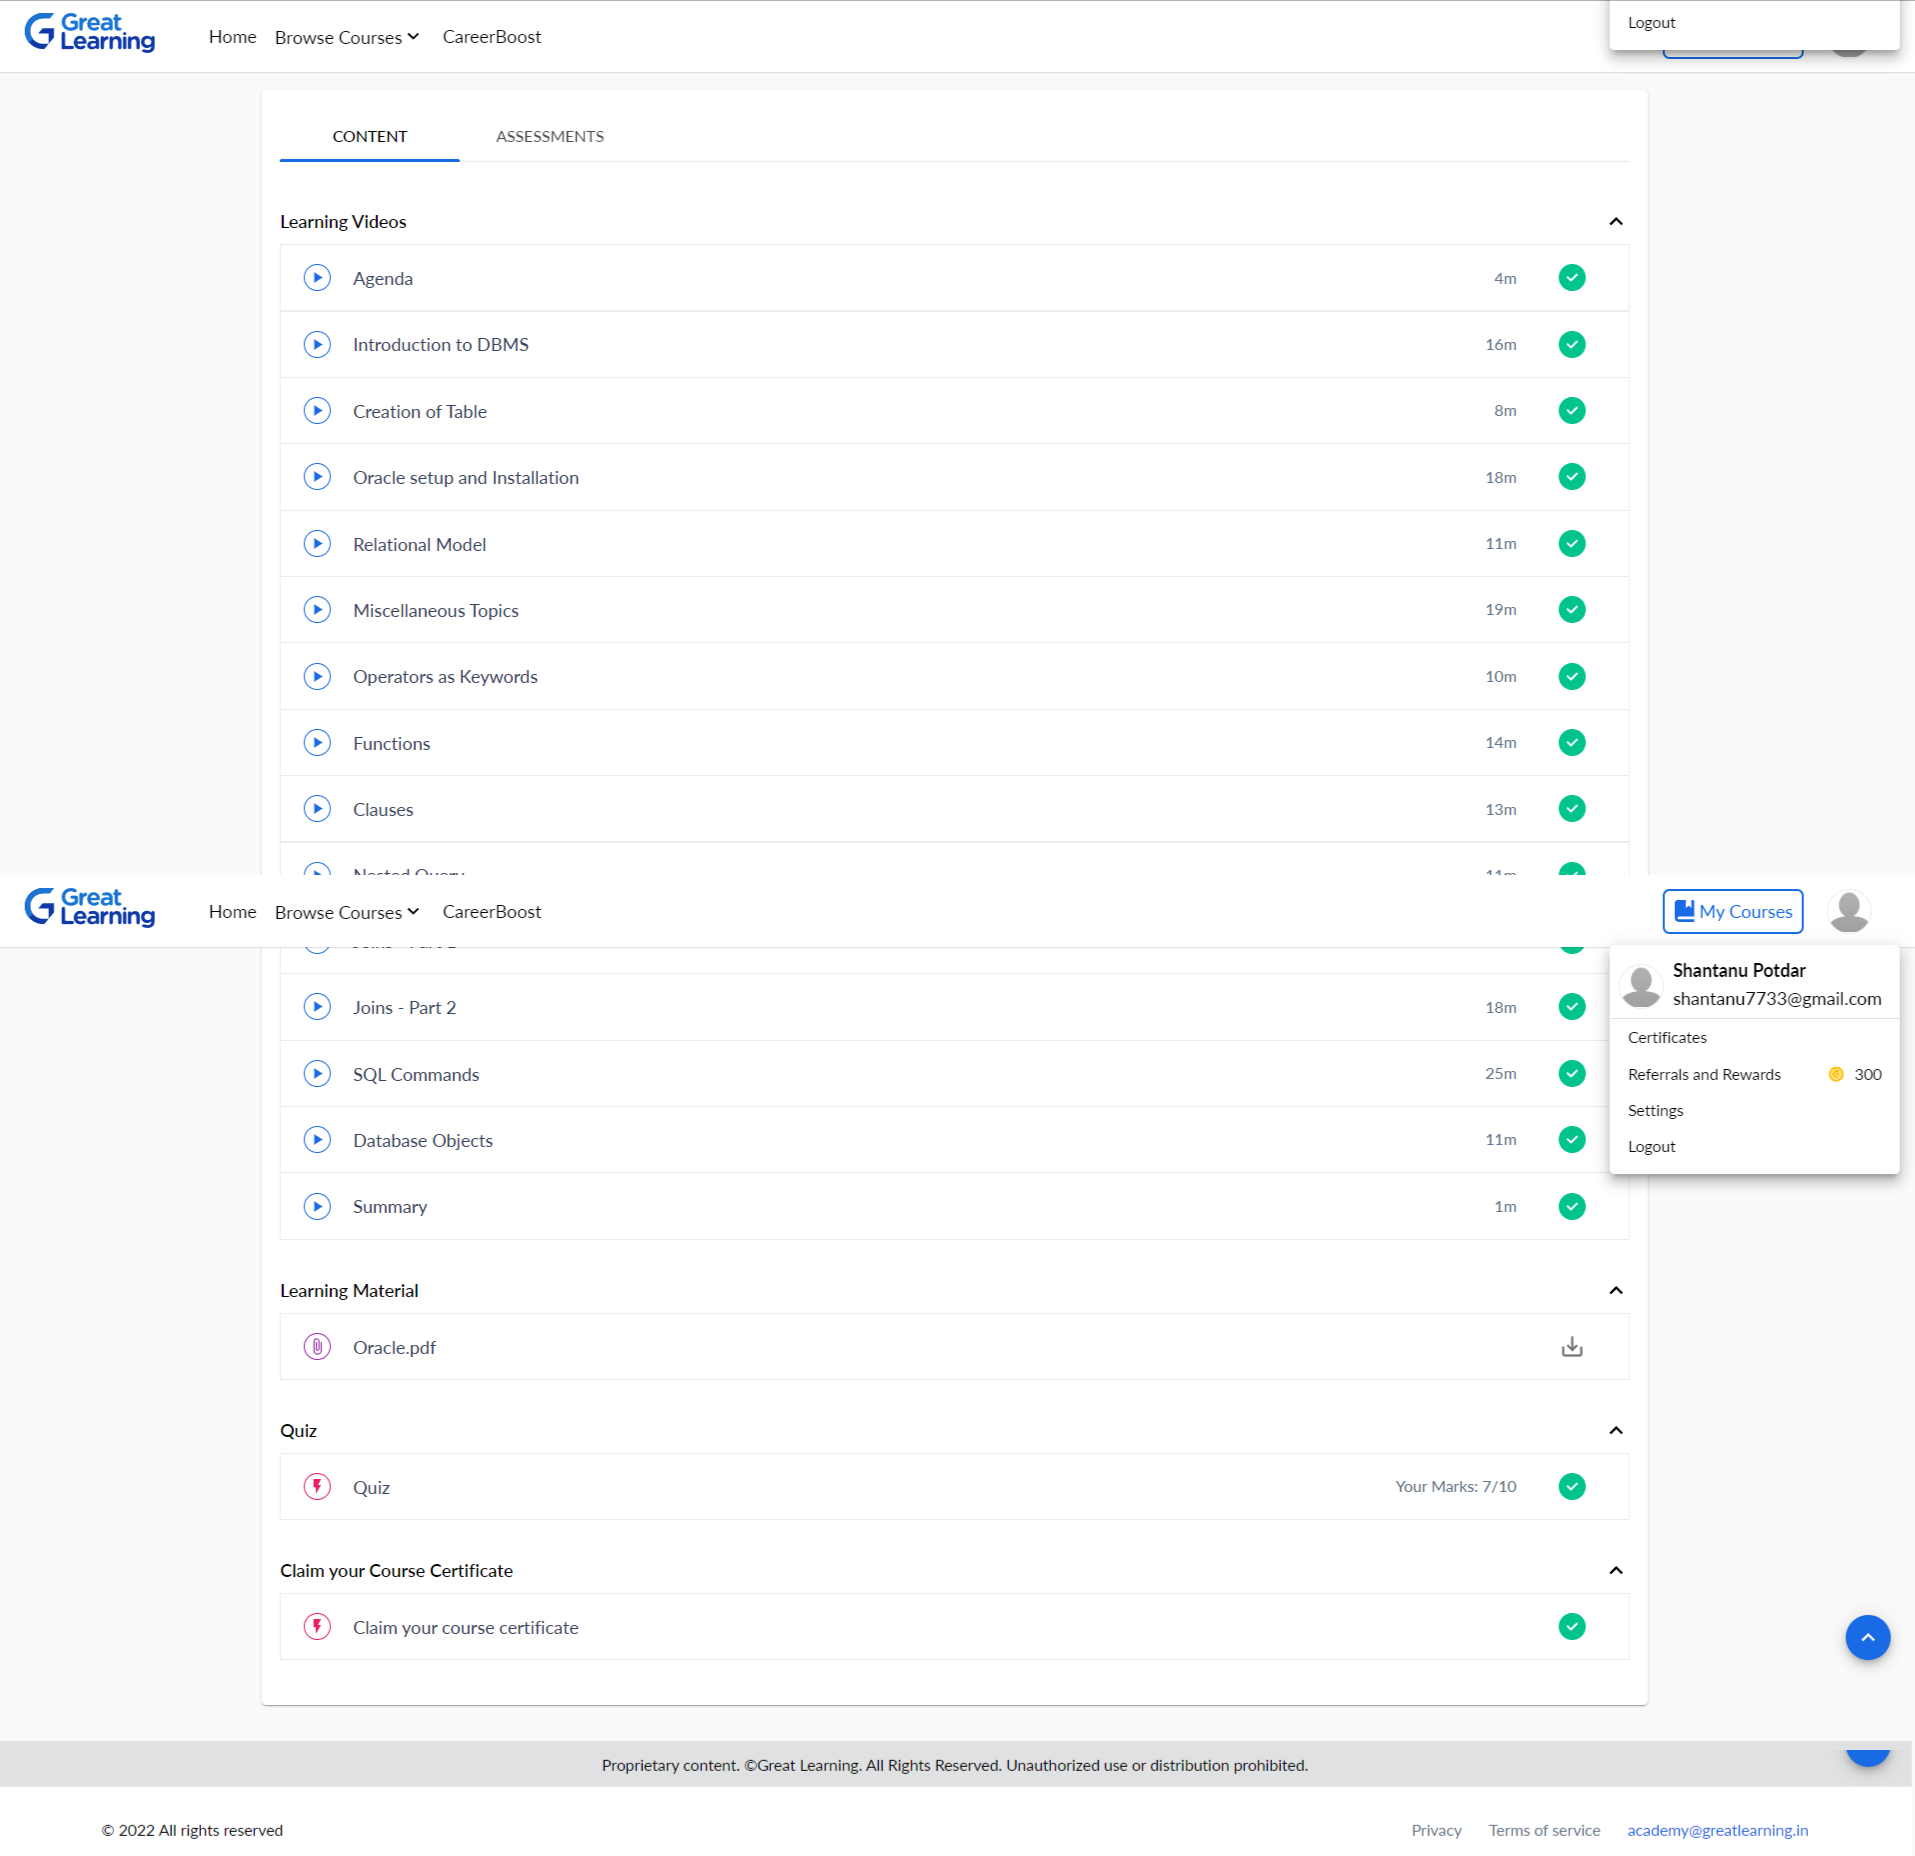 Great Learning
Home Browse Courses CareerBoost
Logout
CONTENT ASSESSMENTS
Learning Videos
Agenda 4m
Introduction to DBMS 16m
Creation of Table 8m
Oracle setup and Installation 18m
Relational Model 11m
Miscellaneous Topics 19m
Operators as Keywords 10m
Functions 14m
Clauses 13m
Nested Query 11m
Great Learning
Home Browse Courses CareerBoost
My Courses
Shantanu Potdar
shantanu7733@gmail.com
Joins - Part 2 18m
Certificates
SQL Commands 25m
Referrals and Rewards 300
Settings
Database Objects 11m
Logout
Summary 1m
Learning Material
Oracle.pdf
Quiz
Quiz Your Marks: 7/10
Claim your Course Certificate
Claim your course certificate
Proprietary content. ©Great Learning. All Rights Reserved. Unauthorized use or distribution prohibited.
© 2022 All rights reserved Privacy Terms of service academy@greatlearning.in